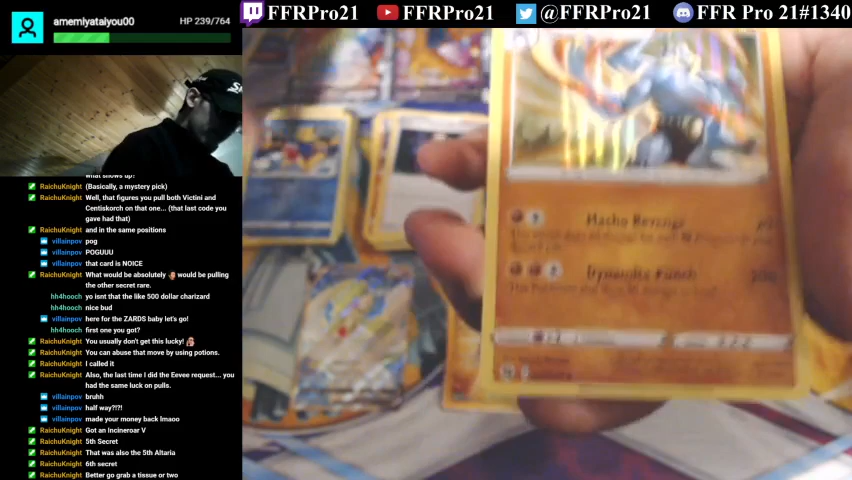 amemiyataiyou00
HP 239/764
FFRPro21
FFRPro21
@FFRPro21
FFR Pro 21#1340
what shows up?
RaichuKnight (Basically, a mystery pick)
RaichuKnight Well, that figures you pull both Victini and
Centiskorch on that one... (that last code you
gave had that)
RaichuKnight and in the same positions
villainpov pog
villainpov POGUUU
villainpov that card is NOICE
RaichuKnight What would be absolutely would be pulling
the other secret rare.
hh4hooch yo isnt that the like 500 dollar charizard
hh4hooch nice bud
villainpov here for the ZARDS baby let's go!
hh4hooch first one you got?
RaichuKnight You usually don't get this lucky!
RaichuKnight You can abuse that move by using potions.
RaichuKnight I called it
RaichuKnight Also, the last time I did the Eevee request... you
had the same luck on pulls.
villainpov bruhh
villainpov half way?!?!
villainpov made your money back lmaoo
RaichuKnight Got an Incineroar V
RaichuKnight 5th Secret
RaichuKnight That was also the 5th Altaria
RaichuKnight 6th secret
RaichuKnight Better go grab a tissue or two
Macho Revenge
Dynamite Punch